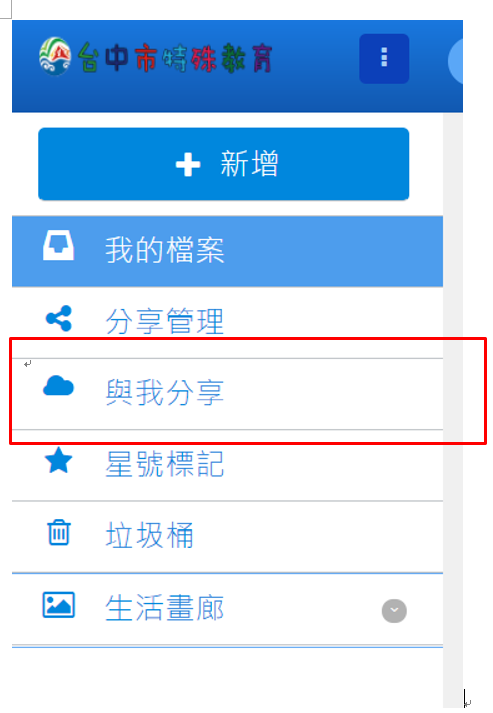 台中市特殊教育
新增
我的檔案
分享管理
與我分享
星號標記
垃圾桶
生活畫廊